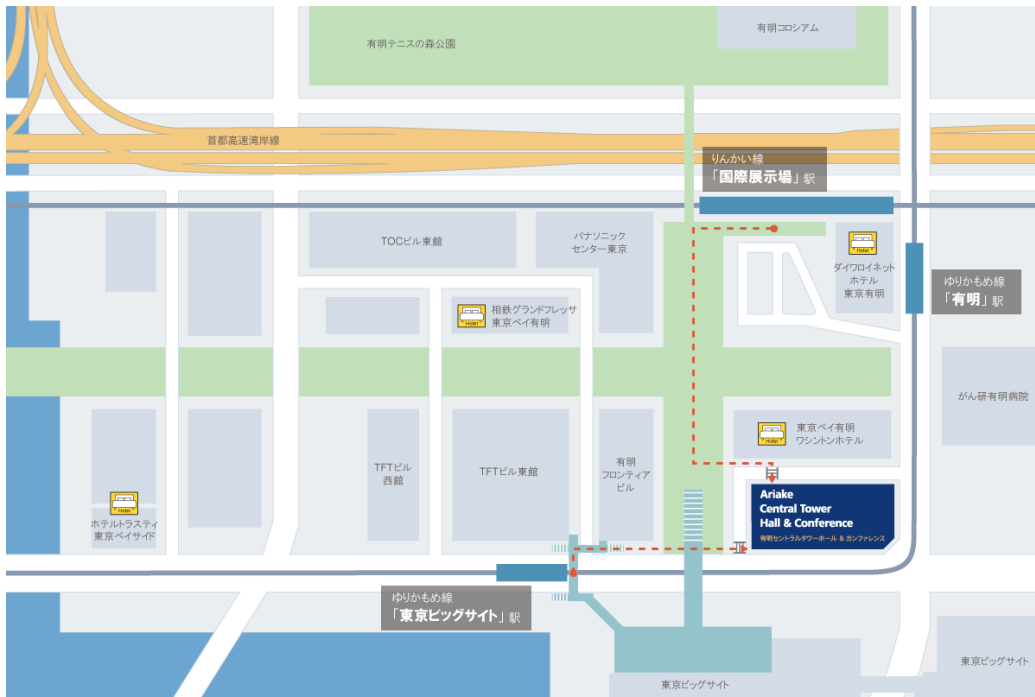 有明コロシアム
有明テニスの森公園
首都高速湾岸線
りんかい線
「国際展示場」駅
TOCビル東館
パナソニック
センター東京
Hotel
ダイワロイネット
ホテル
東京有明
ゆりかもめ線
「有明」駅
Hotel
相鉄グランドフレッサ
東京ベイ有明
がん研有明病院
Hotel
東京ベイ有明
ワシントンホテル
TFTビル
西館
TFTビル東館
有明
フロンティア
ビル
Hotel
ホテルトラスティ
東京ベイサイド
Ariake
Central Tower
Hall & Conference
有明セントラルタワーホール & カンファレンス
ゆりかもめ線
「東京ビッグサイト」駅
東京ビッグサイト
東京ビッグサイト